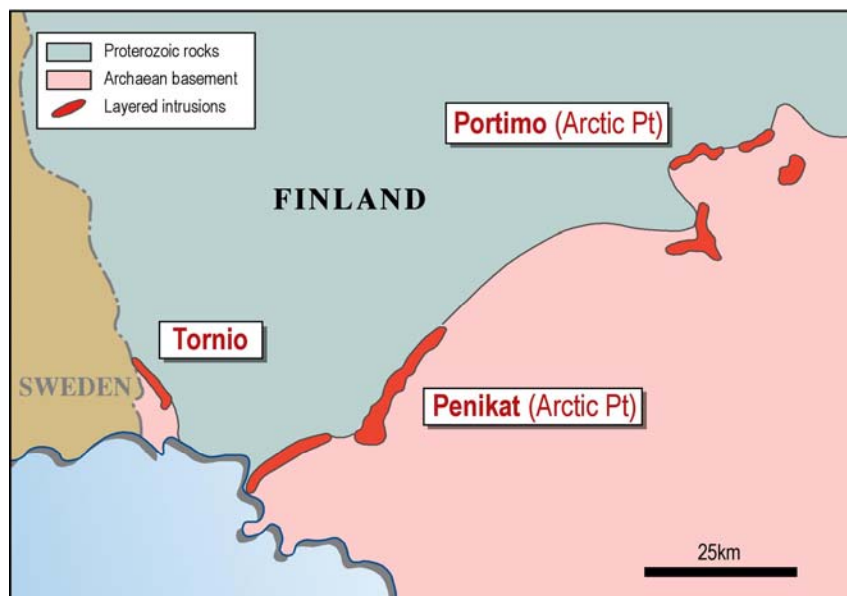 Proterozoic rocks
Archaean basement
Layered intrusions
Portimo (Arctic Pt)
FINLAND
Tornio
SWEDEN
Penikat (Arctic Pt)
25km